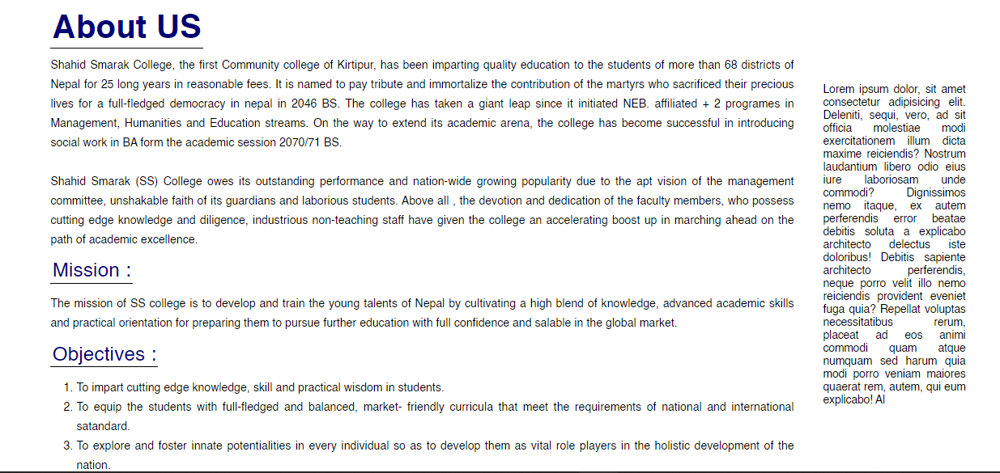 About US
Shahid Smarak College, the first Community college of Kirtipur, has been imparting quality education to the students of more than 68 districts of
Nepal for 25 long years in reasonable fees. It is named to pay tribute and immortalize the contribution of the martyrs who sacrificed their precious
lives for a full-fledged democracy in nepal in 2046 BS. The college has taken a giant leap since it initiated NEB. affiliated + 2 programes in
Management, Humanities and Education streams. On the way to extend its academic arena, the college has become successful in introducing
social work in BA form the academic session 2070/71 BS.
Shahid Smarak (SS) College owes its outstanding performance and nation-wide growing popularity due to the apt vision of the management
committee, unshakable faith of its guardians and laborious students. Above all , the devotion and dedication of the faculty members, who possess
cutting edge knowledge and diligence, industrious non-teaching staff have given the college an accelerating boost up in marching ahead on the
path of academic excellence.
Mission :
The mission of SS college is to develop and train the young talents of Nepal by cultivating a high blend of knowledge, advanced academic skills
and practical orientation for preparing them to pursue further education with full confidence and salable in the global market.
Objectives :
1. To impart cutting edge knowledge, skill and practical wisdom in students.
2. To equip the students with full-fledged and balanced, market- friendly curricula that meet the requirements of national and international
satandard.
3. To explore and foster innate potentialities in every individual so as to develop them as vital role players in the holistic development of the
nation.
Lorem ipsum dolor, sit amet
consectetur adipisicing elit.
Deleniti, sequi, vero, ad sit
officia molestiae modi
exercitationem illum dicta
maxime reiciendis? Nostrum
laudantium libero odio eius
iure laboriosam unde
commodi? Dignissimos
nemo itaque, ex autem
perferendis error beatae
debitis soluta a explicabo
architecto delectus iste
doloribus! Debitis sapiente
architecto perferendis,
neque porro velit illo nemo
reiciendis provident eveniet
fuga quia? Repellat voluptas
necessitatibus rerum,
placeat ad eos animi
commodi quam atque
numquam sed harum quia
modi porro veniam maiores
quaerat rem, autem, qui eum
explicabo! Al